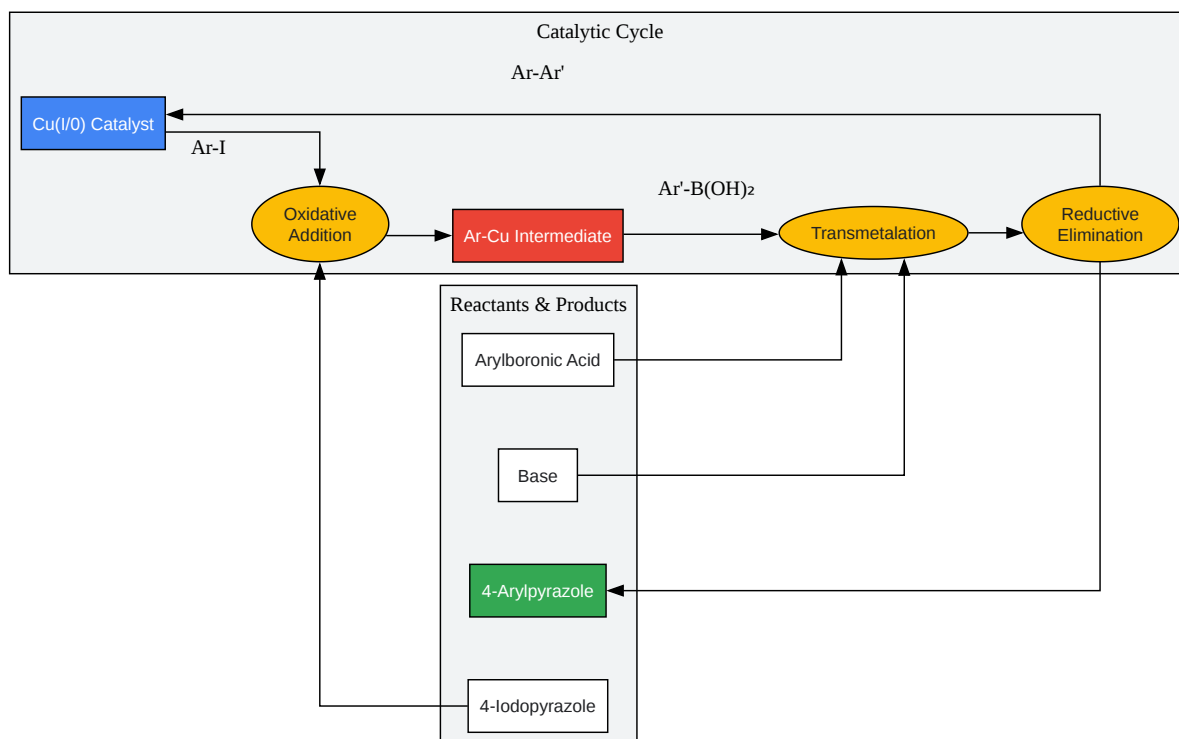 Catalytic Cycle
Ar-Ar'
Cu(I/0) Catalyst
Ar-I
Ar'-B(OH)₂
Oxidative
Addition
Ar-Cu Intermediate
Transmetalation
Reductive
Elimination
Reactants & Products
Arylboronic Acid
Base
4-Arylpyrazole
4-Iodopyrazole